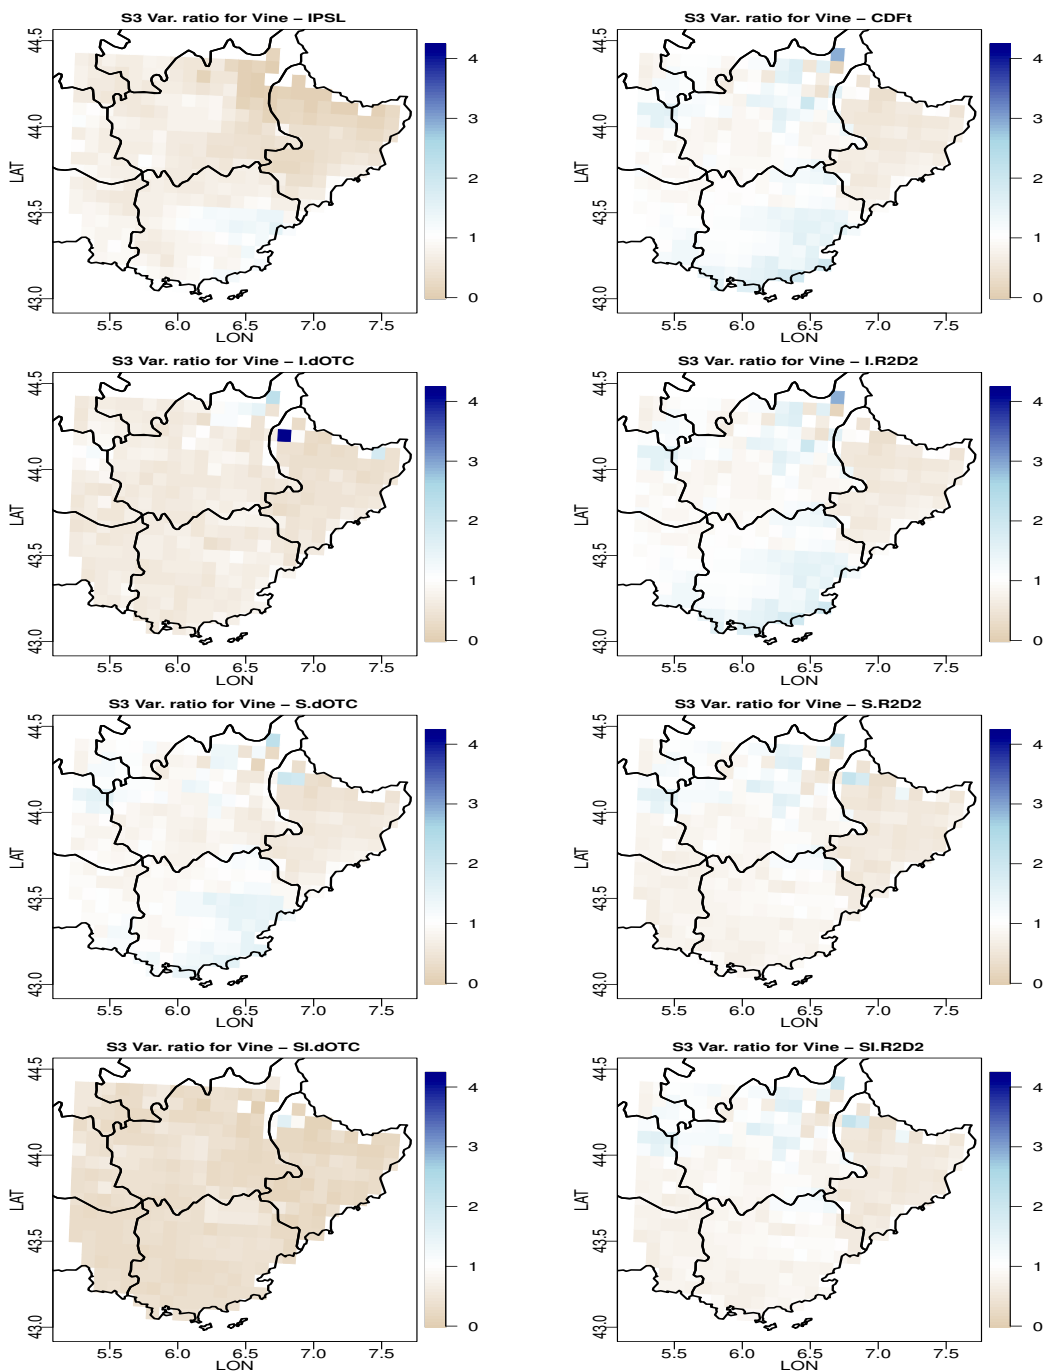 S3 Var. ratio for Vine – IPSL
LAT
44.5
44.0
43.5
43.0
4
3
2
1
0
5.5 6.0 6.5 7.0 7.5
LON
S3 Var. ratio for Vine – CDFt
LAT
44.5
44.0
43.5
43.0
4
3
2
1
0
5.5 6.0 6.5 7.0 7.5
LON
S3 Var. ratio for Vine – I.dOTC
LAT
44.5
44.0
43.5
43.0
4
3
2
1
0
5.5 6.0 6.5 7.0 7.5
LON
S3 Var. ratio for Vine – I.R2D2
LAT
44.5
44.0
43.5
43.0
4
3
2
1
0
5.5 6.0 6.5 7.0 7.5
LON
S3 Var. ratio for Vine – S.dOTC
LAT
44.5
44.0
43.5
43.0
4
3
2
1
0
5.5 6.0 6.5 7.0 7.5
LON
S3 Var. ratio for Vine – S.R2D2
LAT
44.5
44.0
43.5
43.0
4
3
2
1
0
5.5 6.0 6.5 7.0 7.5
LON
S3 Var. ratio for Vine – SI.dOTC
LAT
44.5
44.0
43.5
43.0
4
3
2
1
0
5.5 6.0 6.5 7.0 7.5
LON
S3 Var. ratio for Vine – SI.R2D2
LAT
44.5
44.0
43.5
43.0
4
3
2
1
0
5.5 6.0 6.5 7.0 7.5
LON